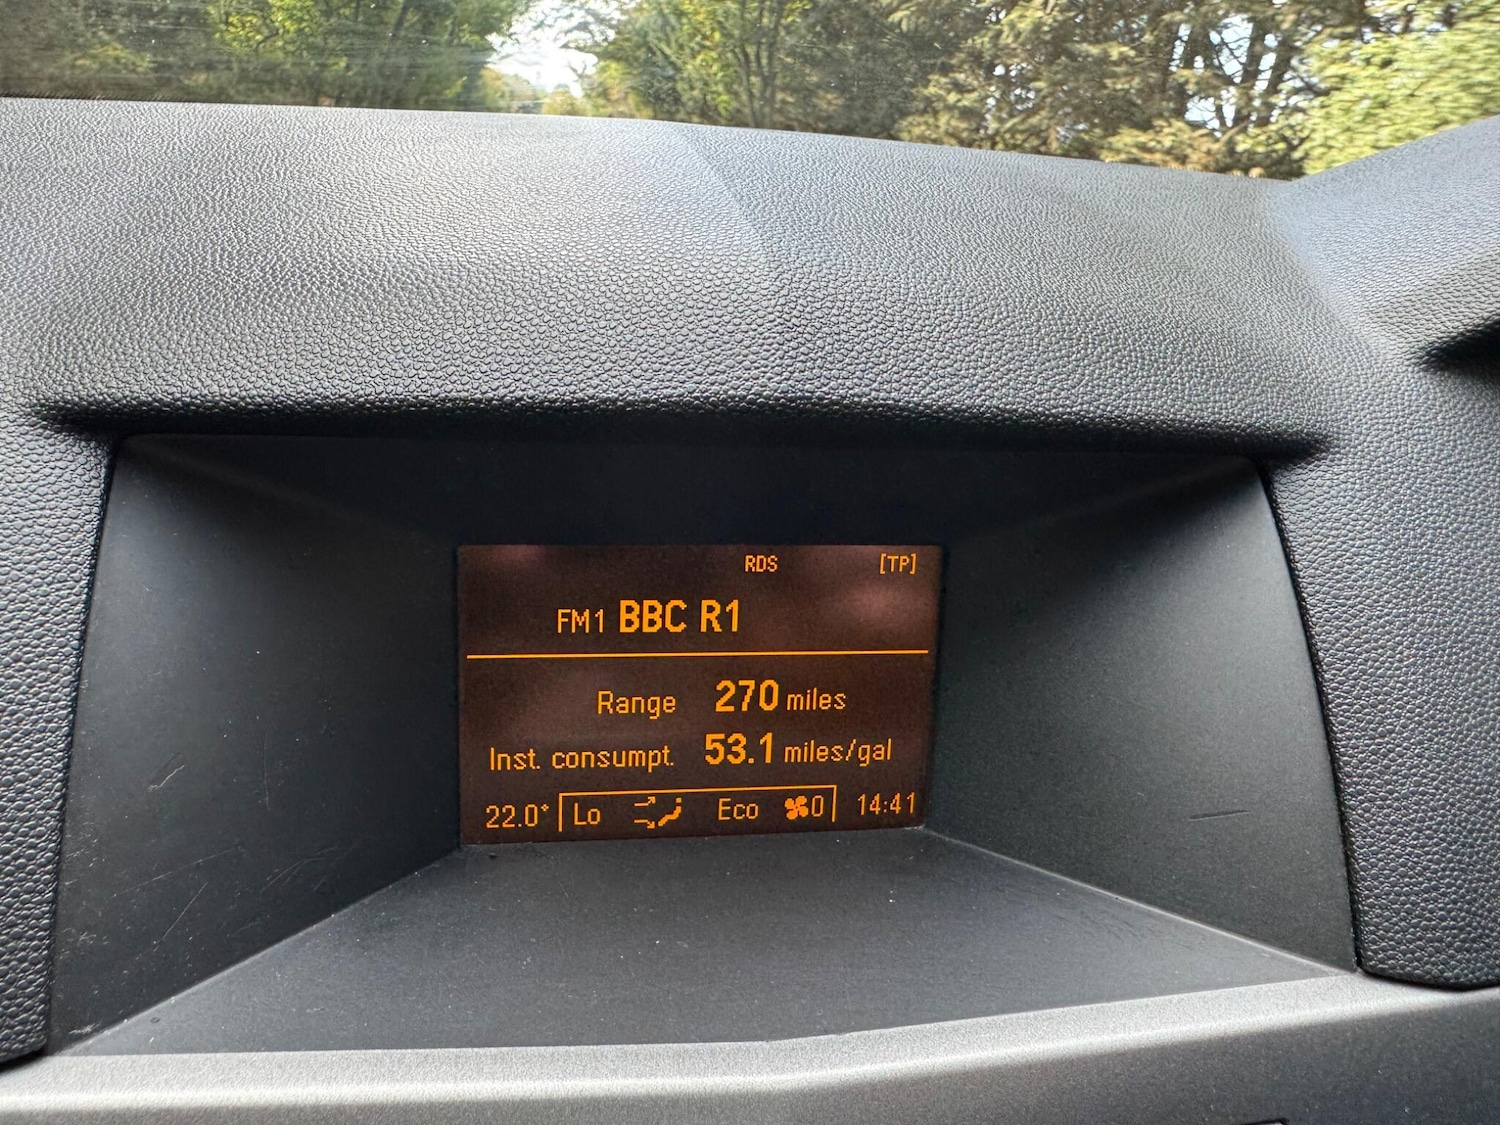 RDS [TP]
FM1 BBC R1
Range 270 miles
Inst. consumpt. 53.1 miles/gal
22.0° Lo Eco 0 14:41